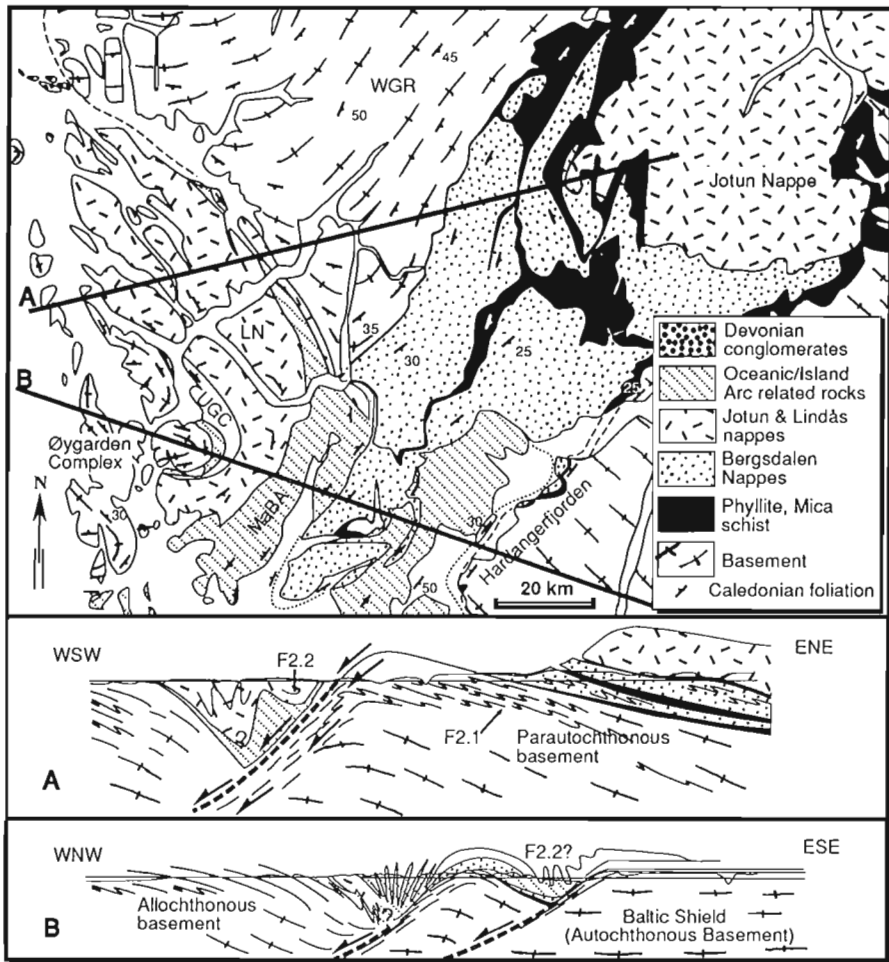 45
WGR
50
Jotun Nappe
A
LN
35
30
25
B
UGC
Øygarden
Complex
25
N
30
MaBA
30
Hardangerfjorden
50
20 km
Devonian
conglomerates
Oceanic/Island
Arc related rocks
Jotun & Lindås
nappes
Bergsdalen
Nappes
Phyllite, Mica
schist
Basement
Caledonian foliation
WSW
F2.2
ENE
?
F2.1
Parautochthonous
basement
A
WNW
F2.2?
ESE
?
Allochthonous
basement
Baltic Shield
(Autochthonous Basement)
B